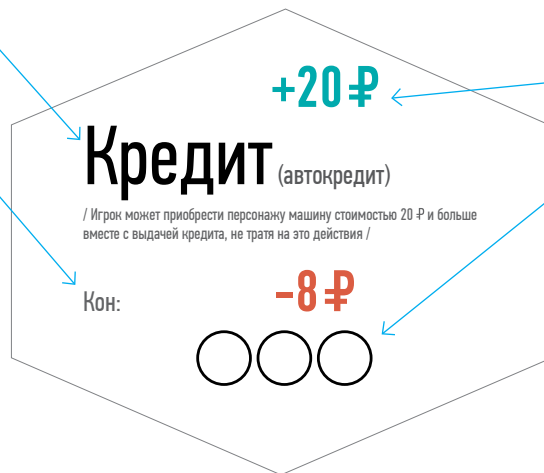 +20 ₽
Кредит (автокредит)
/ Игрок может приобрести персонажу машину стоимостью 20 ₽ и больше
вместе с выдачей кредита, не тратя на это действия /
Кон: -8 ₽